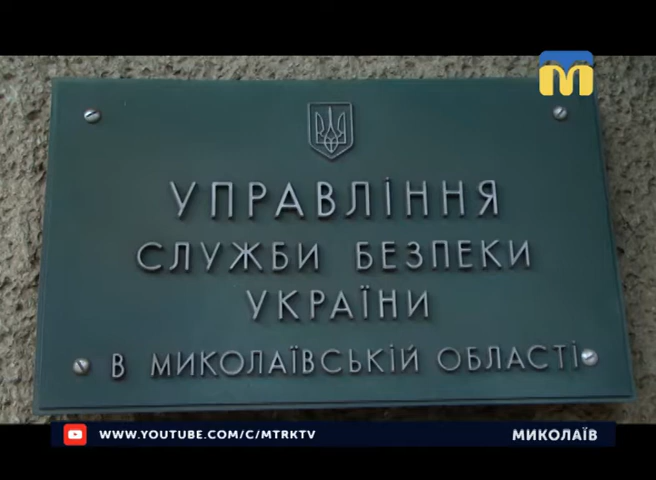 М
УПРАВЛІННЯ
СЛУЖБИ БЕЗПЕКИ
УКРАЇНИ
В МИКОЛАЇВСЬКІЙ ОБЛАСТІ
WWW.YOUTUBE.COM/C/MTRKTV
МИКОЛАЇВ